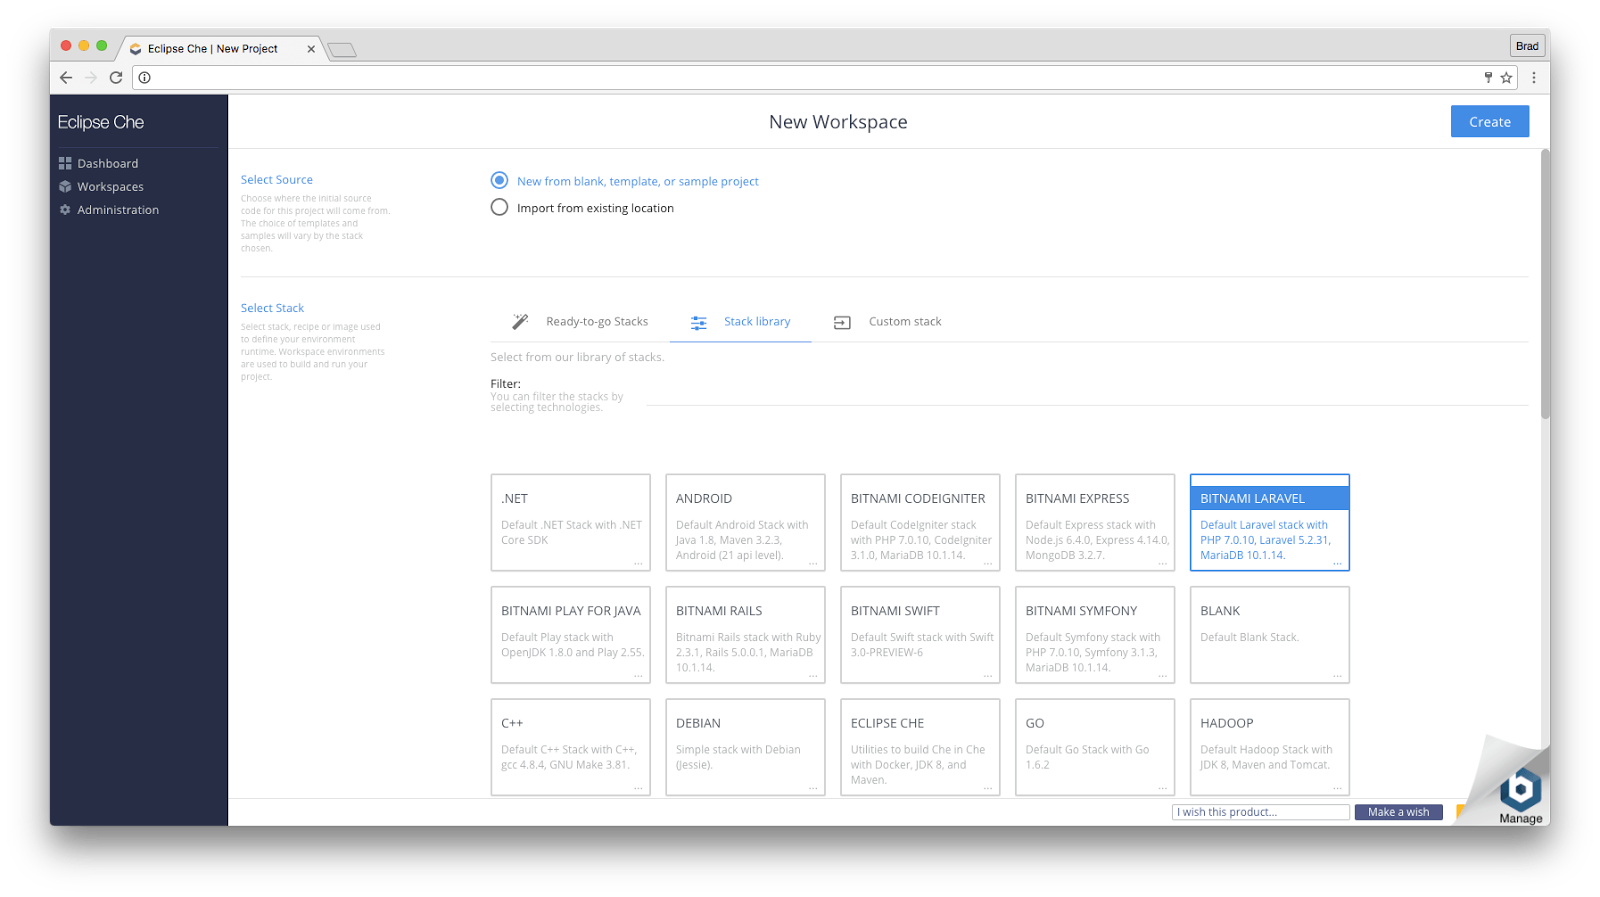 Eclipse Che | New Project
Brad
Eclipse Che
New Workspace
Create
Dashboard
Workspaces
Administration
Select Source
Choose where the initial source
code for this project will come from.
The choice of templates and
samples will vary by the stack
chosen.
New from blank, template, or sample project
Import from existing location
Select Stack
Select stack, recipe or image used
to define your environment
runtime. Workspace environments
are used to build and run your
project.
Ready-to-go Stacks
Stack library
Custom stack
Select from our library of stacks.
Filter:
You can filter the stacks by
selecting technologies.
.NET
Default .NET Stack with .NET
Core SDK
...
ANDROID
Default Android Stack with
Java 1.8, Maven 3.2.3,
Android (21 api level).
...
BITNAMI CODEIGNITER
Default CodeIgniter stack
with PHP 7.0.10, CodeIgniter
3.1.0, MariaDB 10.1.14.
...
BITNAMI EXPRESS
Default Express stack with
Node.js 6.4.0, Express 4.14.0,
MongoDB 3.2.7.
...
BITNAMI LARAVEL
Default Laravel stack with
PHP 7.0.10, Laravel 5.2.31,
MariaDB 10.1.14.
...
BITNAMI PLAY FOR JAVA
Default Play stack with
OpenJDK 1.8.0 and Play 2.55.
...
BITNAMI RAILS
Bitnami Rails stack with Ruby
2.3.1, Rails 5.0.0.1, MariaDB
10.1.14.
...
BITNAMI SWIFT
Default Swift stack with Swift
3.0-PREVIEW-6
...
BITNAMI SYMFONY
Default Symfony stack with
PHP 7.0.10, Symfony 3.1.3,
MariaDB 10.1.14.
...
BLANK
Default Blank Stack.
...
C++
Default C++ Stack with C++,
gcc 4.8.4, GNU Make 3.81.
...
DEBIAN
Simple stack with Debian
(Jessie).
...
ECLIPSE CHE
Utilities to build Che in Che
with Docker, JDK 8, and
Maven.
...
GO
Default Go Stack with Go
1.6.2
...
HADOOP
Default Hadoop Stack with
JDK 8, Maven and Tomcat.
...
I wish this product...
Make a wish
Manage